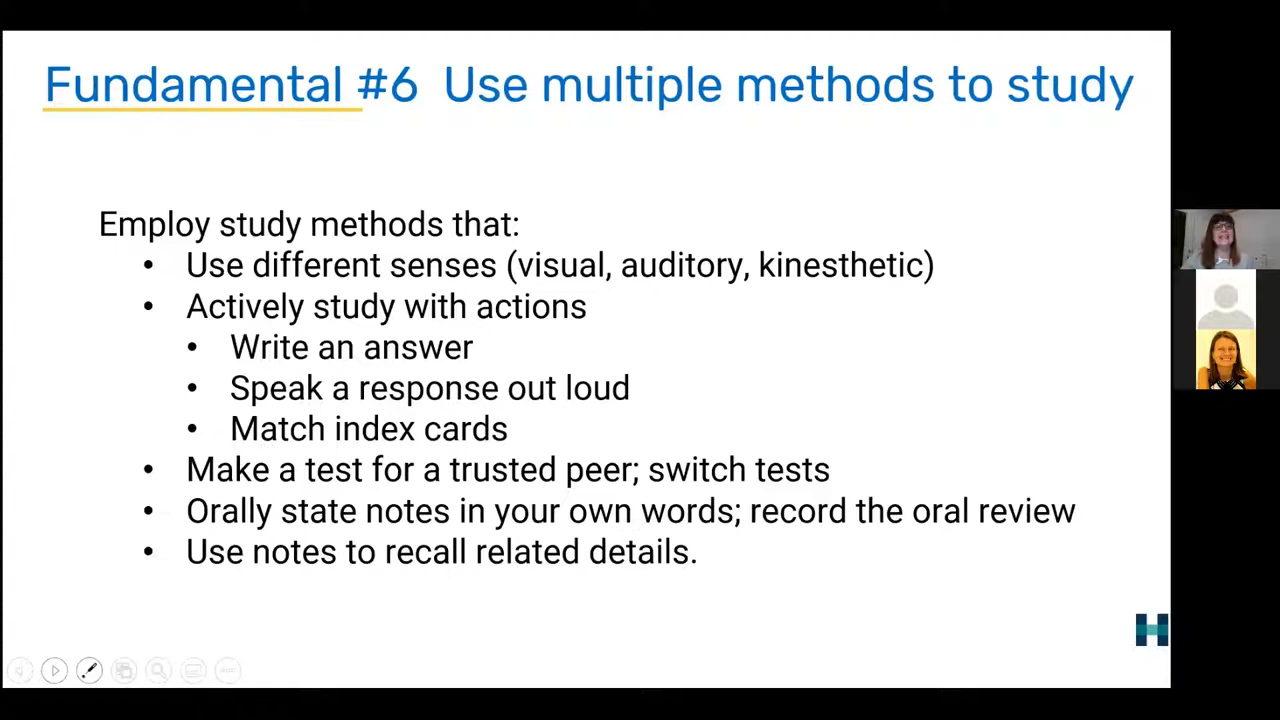 Fundamental #6 Use multiple methods to study
Employ study methods that:
• Use different senses (visual, auditory, kinesthetic)
• Actively study with actions
• Write an answer
• Speak a response out loud
• Match index cards
• Make a test for a trusted peer; switch tests
• Orally state notes in your own words; record the oral review
• Use notes to recall related details.
H